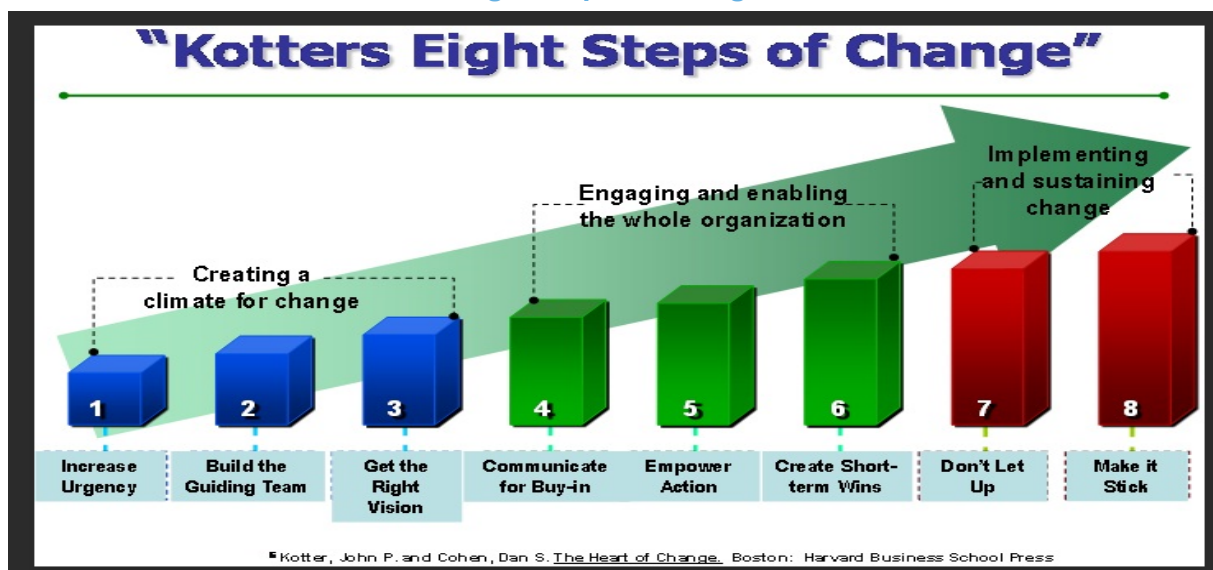 “Kotters Eight Steps of Change”
Implementing
and sustaining
change
Engaging and enabling
the whole organization
Creating a
climate for change
1
2
3
4
5
6
7
8
Increase
Urgency
Build the
Guiding Team
Get the
Right
Vision
Communicate
for Buy-in
Empower
Action
Create Short-
term Wins
Don't Let
Up
Make it
Stick
Kotter, John P. and Cohen, Dan S. The Heart of Change. Boston: Harvard Business School Press